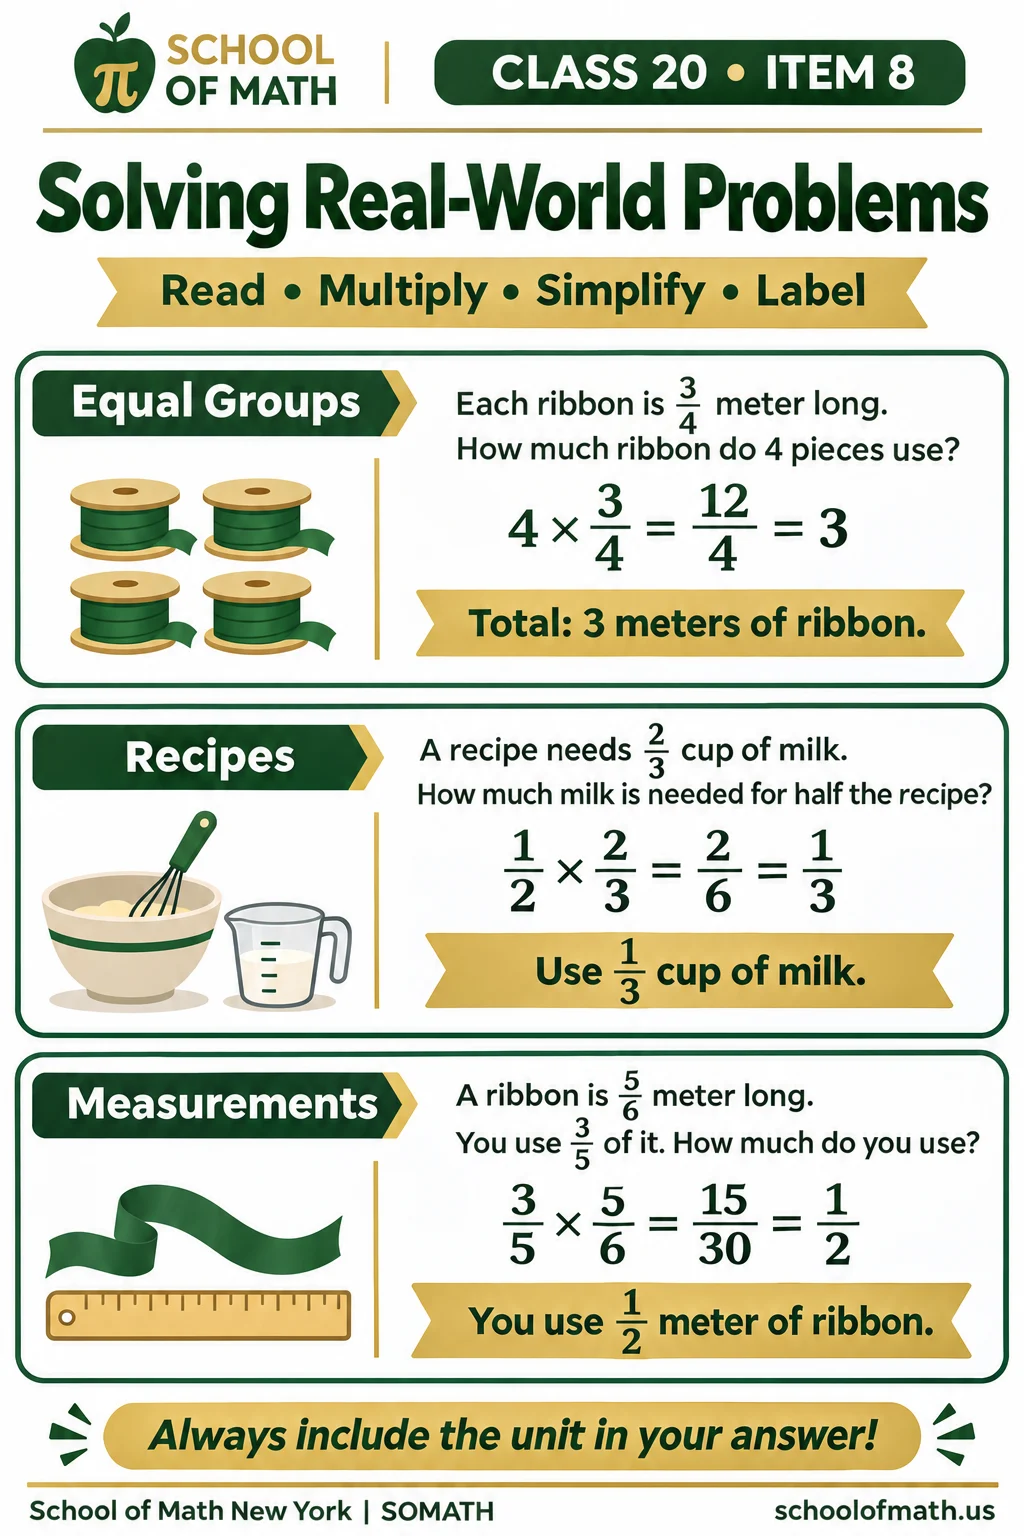 π
SCHOOL
OF MATH
CLASS 20 • ITEM 8
Solving Real-World Problems
Read • Multiply • Simplify • Label
Equal Groups
Each ribbon is 3/4 meter long.
How much ribbon do 4 pieces use?
4 × 3/4 = 12/4 = 3
Total: 3 meters of ribbon.
Recipes
A recipe needs 2/3 cup of milk.
How much milk is needed for half the recipe?
1/2 × 2/3 = 2/6 = 1/3
Use 1/3 cup of milk.
Measurements
A ribbon is 5/6 meter long.
You use 3/5 of it. How much do you use?
3/5 × 5/6 = 15/30 = 1/2
You use 1/2 meter of ribbon.
Always include the unit in your answer!
School of Math New York | SOMATH
schoolofmath.us